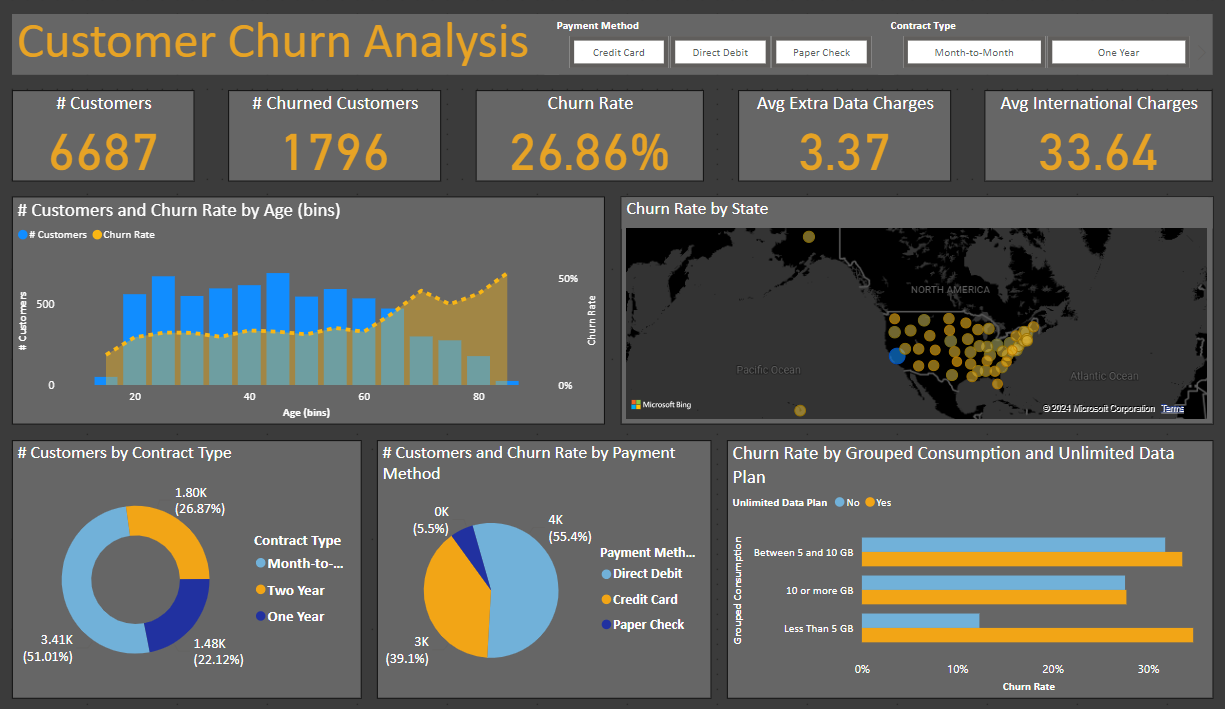 Customer Churn Analysis
Payment Method
Credit Card
Direct Debit
Paper Check
Contract Type
Month-to-Month
One Year
# Customers
6687
# Churned Customers
1796
Churn Rate
26.86%
Avg Extra Data Charges
3.37
Avg International Charges
33.64
# Customers and Churn Rate by Age (bins)
# Customers Churn Rate
# Customers
500
0
50%
0%
Churn Rate
20 40 60 80
Age (bins)
Churn Rate by State
NORTH AMERICA
Pacific Ocean
Atlantic Ocean
Microsoft Bing
© 2024 Microsoft Corporation Terms
# Customers by Contract Type
1.80K
(26.87%)
3.41K
(51.01%)
1.48K
(22.12%)
Contract Type
Month-to-...
Two Year
One Year
# Customers and Churn Rate by Payment
Method
0K
(5.5%)
4K
(55.4%)
3K
(39.1%)
Payment Meth...
Direct Debit
Credit Card
Paper Check
Churn Rate by Grouped Consumption and Unlimited Data
Plan
Unlimited Data Plan No Yes
Grouped Consumption
Between 5 and 10 GB
10 or more GB
Less Than 5 GB
0% 10% 20% 30%
Churn Rate